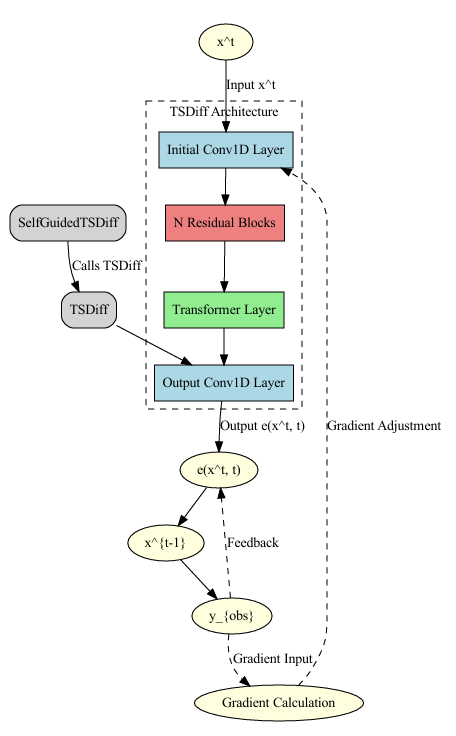 x^t
Input x^t
TSDiff Architecture
Initial Conv1D Layer
SelfGuidedTSDiff
N Residual Blocks
Calls TSDiff
TSDiff
Transformer Layer
Output Conv1D Layer
Output e(x^t, t)
Gradient Adjustment
e(x^t, t)
x^{t-1}
Feedback
y_{obs}
Gradient Input
Gradient Calculation